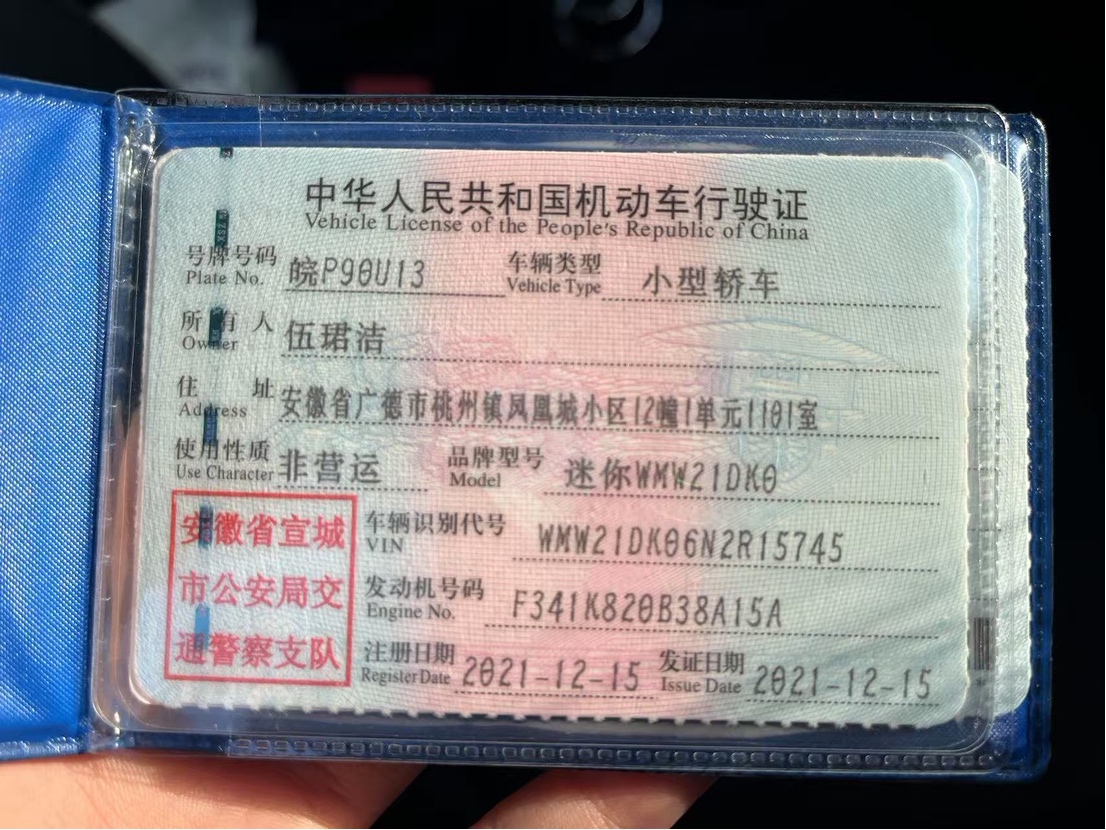 中华人民共和国机动车行驶证
Vehicle License of the People's Republic of China
号牌号码 皖P90U13 车辆类型 小型轿车
Plate No. Vehicle Type
所有人 伍珺洁
Owner
住址 安徽省广德市桃州镇凤凰城小区12幢1单元1101室
Address
使用性质 非营运 品牌型号 迷你WMW21DK0
Use Character Model
车辆识别代号 WMW21DK06N2R15745
VIN
发动机号码 F341K820B38A15A
Engine No.
注册日期 2021-12-15 发证日期 2021-12-15
Register Date Issue Date
安徽省宣城
市公安局交
通警察支队